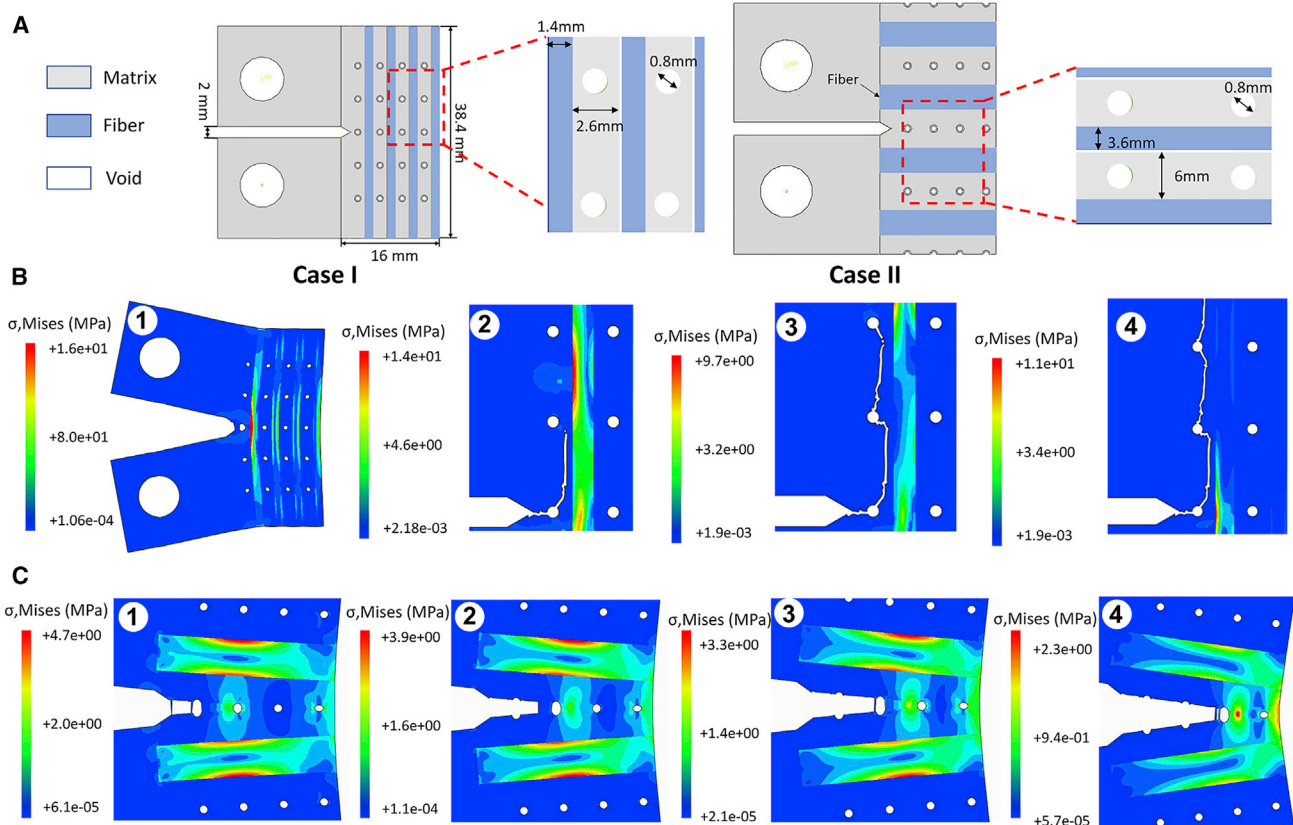 A
Matrix
Fiber
Void
2 mm
38.4 mm
16 mm
1.4mm
0.8mm
2.6mm
Fiber
0.8mm
3.6mm
6mm
Case I
Case II
B
σ,Mises (MPa)
+1.6e+01
+8.0e+01
+1.06e-04
1
σ,Mises (MPa)
+1.4e+01
+4.6e+00
+2.18e-03
2
σ,Mises (MPa)
+9.7e+00
+3.2e+00
+1.9e-03
3
σ,Mises (MPa)
+1.1e+01
+3.4e+00
+1.9e-03
4
C
σ,Mises (MPa)
+4.7e+00
+2.0e+00
+6.1e-05
1
σ,Mises (MPa)
+3.9e+00
+1.6e+00
+1.1e-04
2
σ,Mises (MPa)
+3.3e+00
+1.4e+00
+2.1e-05
3
σ,Mises (MPa)
+2.3e+00
+9.4e-01
+5.7e-05
4